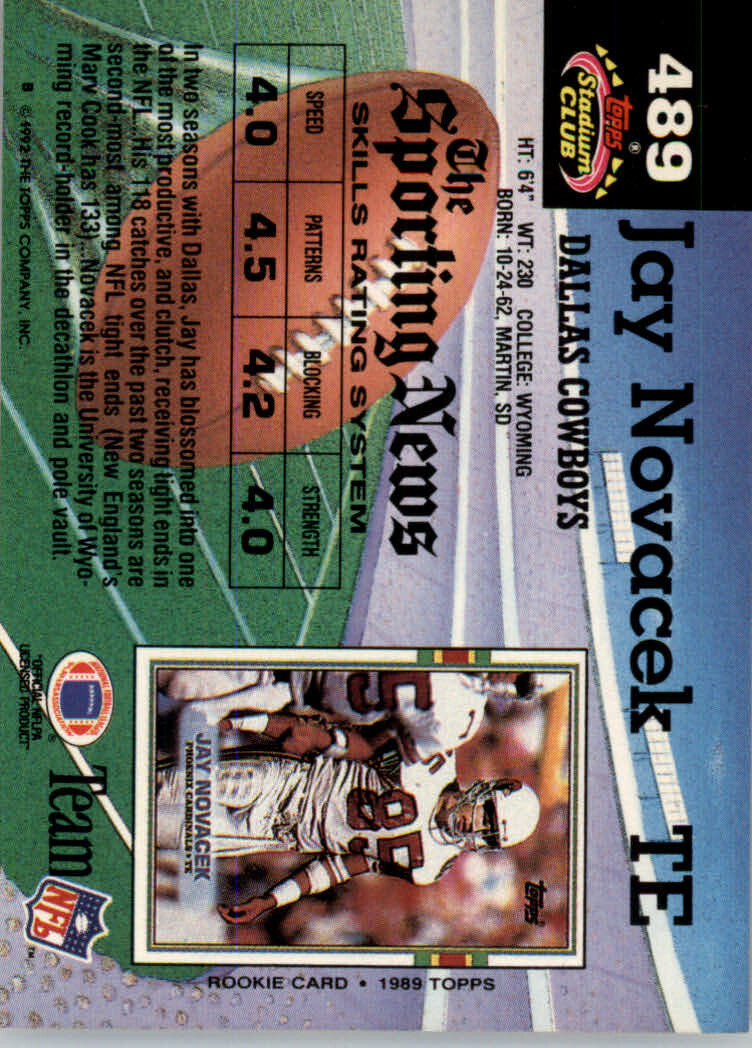 489
Jay Novacek TE
Topps®
Stadium
CLUB
DALLAS COWBOYS
HT: 6'4" WT: 230 COLLEGE: WYOMING
BORN: 10-24-62, MARTIN, SD
The
Sporting News
SKILLS RATING SYSTEM
SPEED PATTERNS BLOCKING STRENGTH
4.0 4.5 4.2 4.0
In two seasons with Dallas, Jay has blossomed into one
of the most productive, and clutch, receiving tight ends in
the NFL. His 118 catches over the past two seasons are
second-most among NFL tight ends (New England's
Marv Cook has 133). Novacek is the University of Wyo-
ming record-holder in the decathlon and pole vault.
B ©1992 THE TOPPS COMPANY, INC.
Topps
85
5
JAY NOVACEK
PHOENIX CARDINALS • TE
ROOKIE CARD • 1989 TOPPS
"OFFICIAL NFLPA
LICENSED PRODUCT"
®
Team
NFL
TM